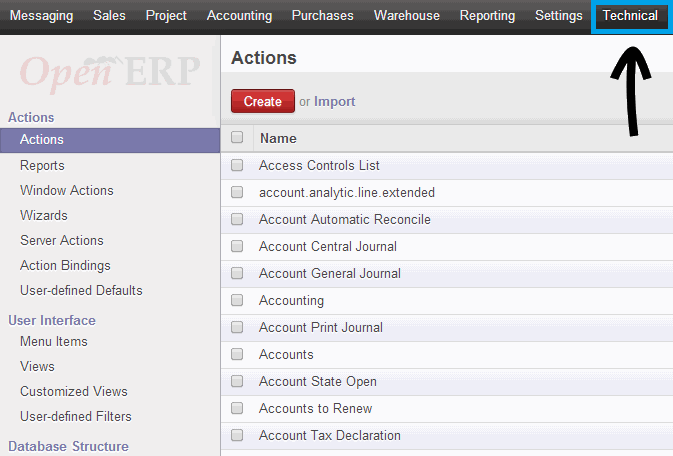 Messaging Sales Project Accounting Purchases Warehouse Reporting Settings Technical
Open ERP
Actions
Actions
Reports
Window Actions
Wizards
Server Actions
Action Bindings
User-defined Defaults
User Interface
Menu Items
Views
Customized Views
User-defined Filters
Database Structure
Actions
Create or Import
Name
Access Controls List
account.analytic.line.extended
Account Automatic Reconcile
Account Central Journal
Account General Journal
Accounting
Account Print Journal
Accounts
Account State Open
Accounts to Renew
Account Tax Declaration